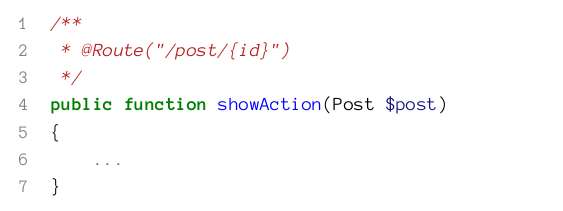 1 /**
2  * @Route("/post/{id}")
3  */
4 public function showAction(Post $post)
5 {
6     ...
7 }